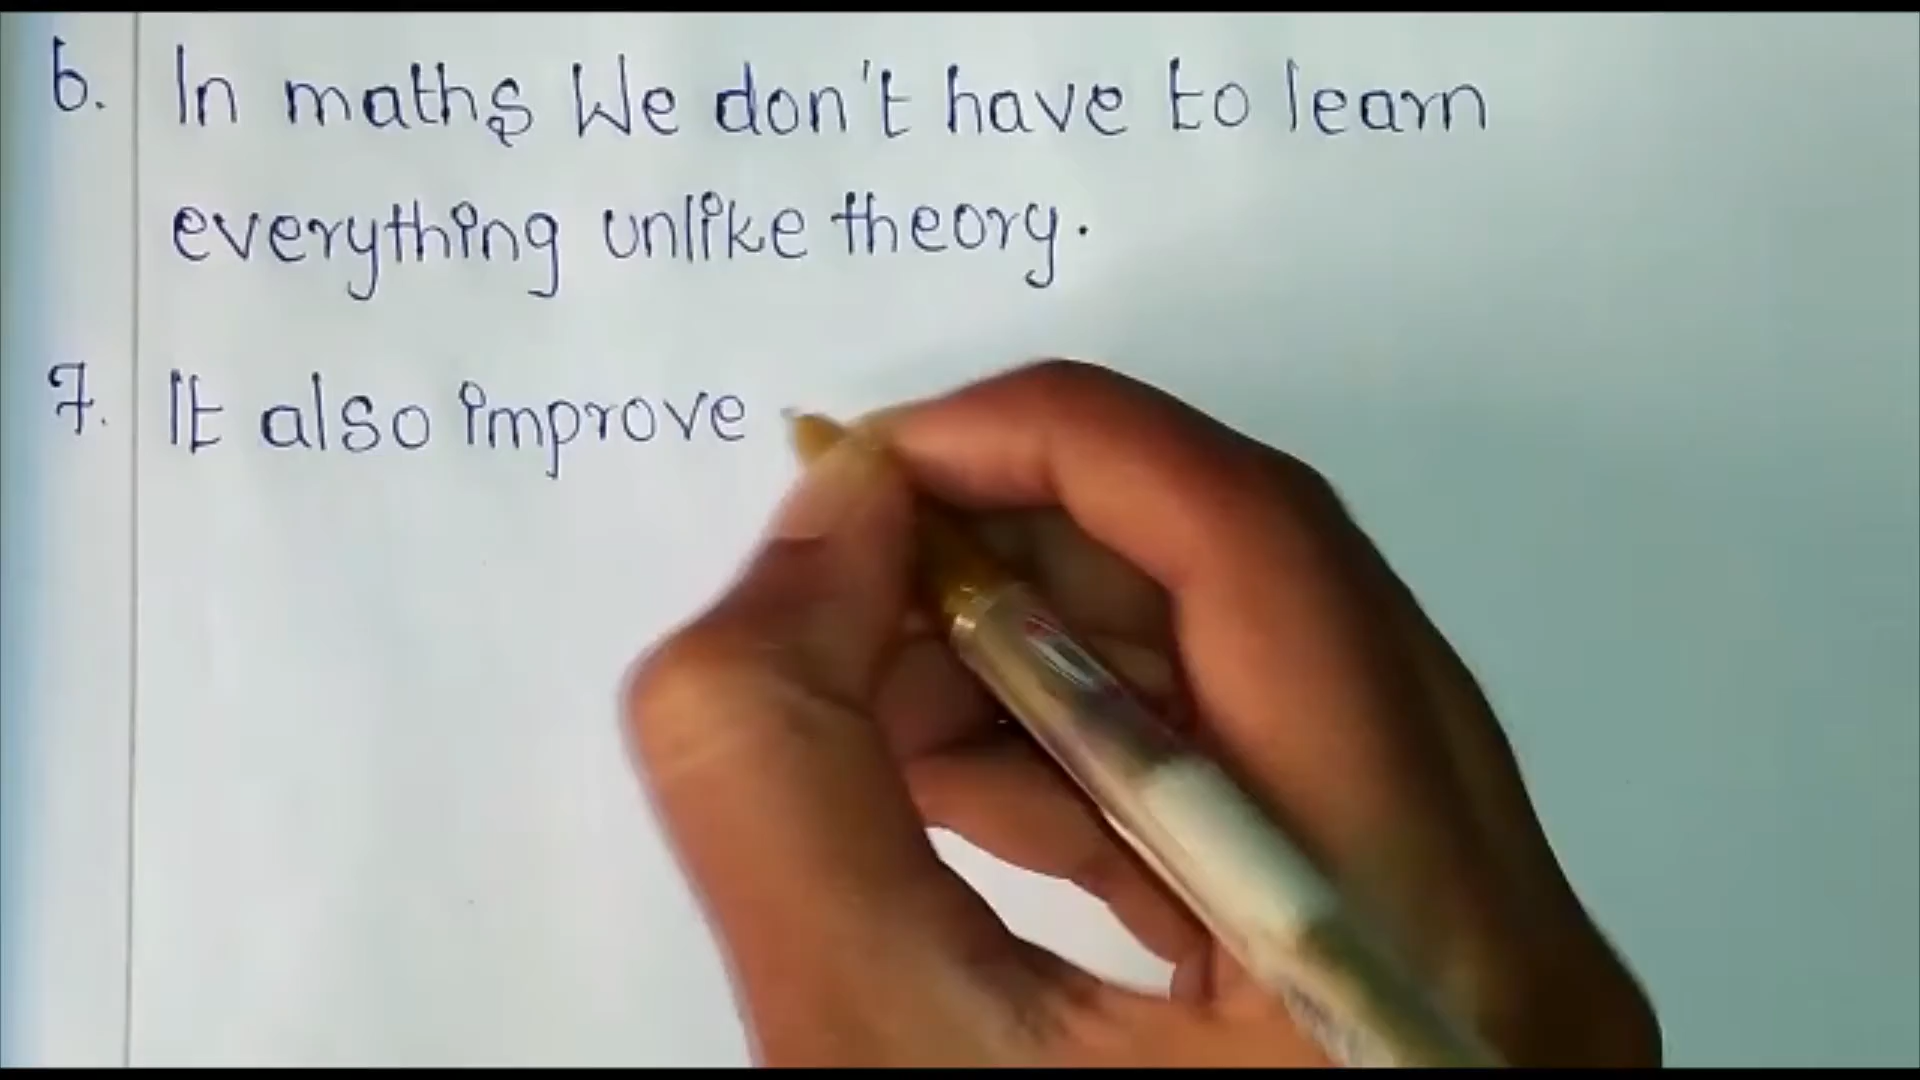 6. In maths We don't have to learn
everything unlike theory.
7. It also improve